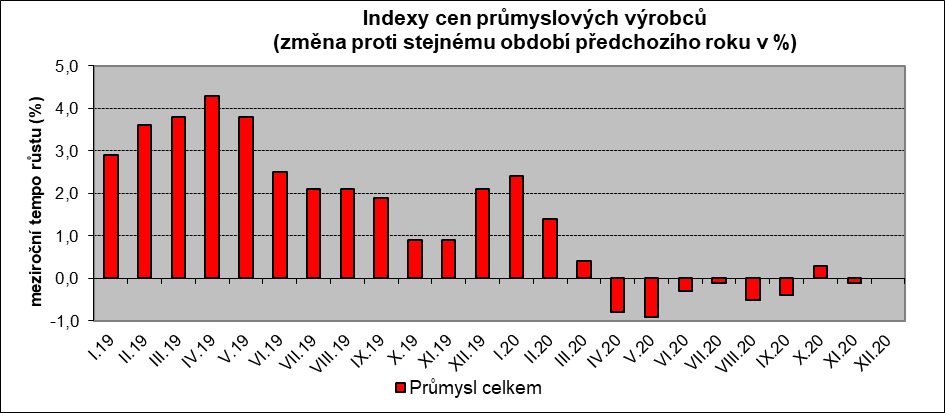 Indexy cen průmyslových výrobců
(změna proti stejnému období předchozího roku v %)
meziroční tempo růstu (%)
5,0
4,0
3,0
2,0
1,0
0,0
-1,0
I.19
II.19
III.19
IV.19
V.19
VI.19
VII.19
VIII.19
IX.19
X.19
XI.19
XII.19
I.20
II.20
III.20
IV.20
V.20
VI.20
VII.20
VIII.20
IX.20
X.20
XI.20
XII.20
Průmysl celkem